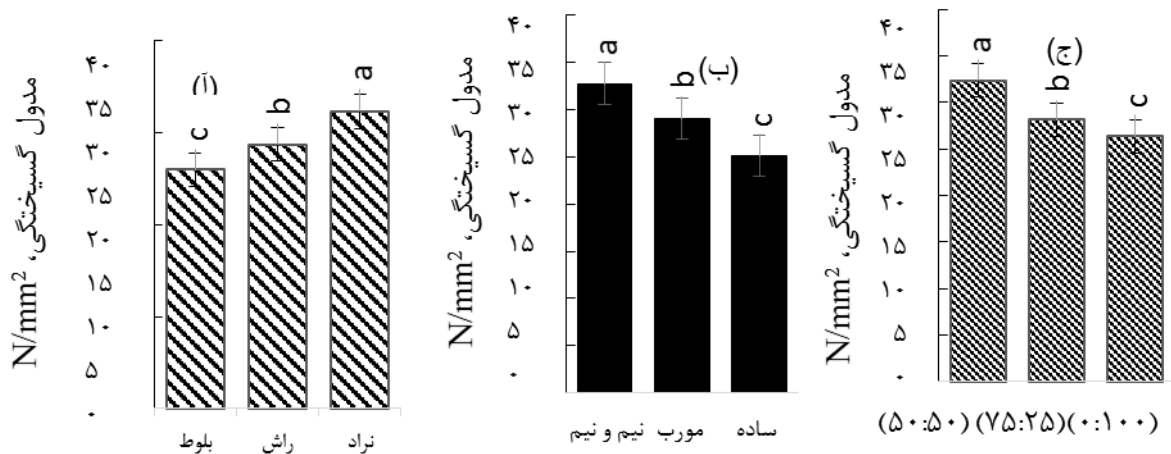 مدول گسیختگی، N/mm²
۴۰
۳۵
۳۰
۲۵
۲۰
۱۵
۱۰
۵
۰
(آ)
c
b
a
بلوط
راش
نراد
مدول گسیختگی، N/mm²
۴۰
۳۵
۳۰
۲۵
۲۰
۱۵
۱۰
۵
۰
(ب)
a
b
c
نیم و نیم
مورب
ساده
مدول گسیختگی، N/mm²
۴۰
۳۵
۳۰
۲۵
۲۰
۱۵
۱۰
۵
۰
(ج)
a
b
c
(۵۰:۵۰) (۷۵:۲۵)(۰:۱۰۰)